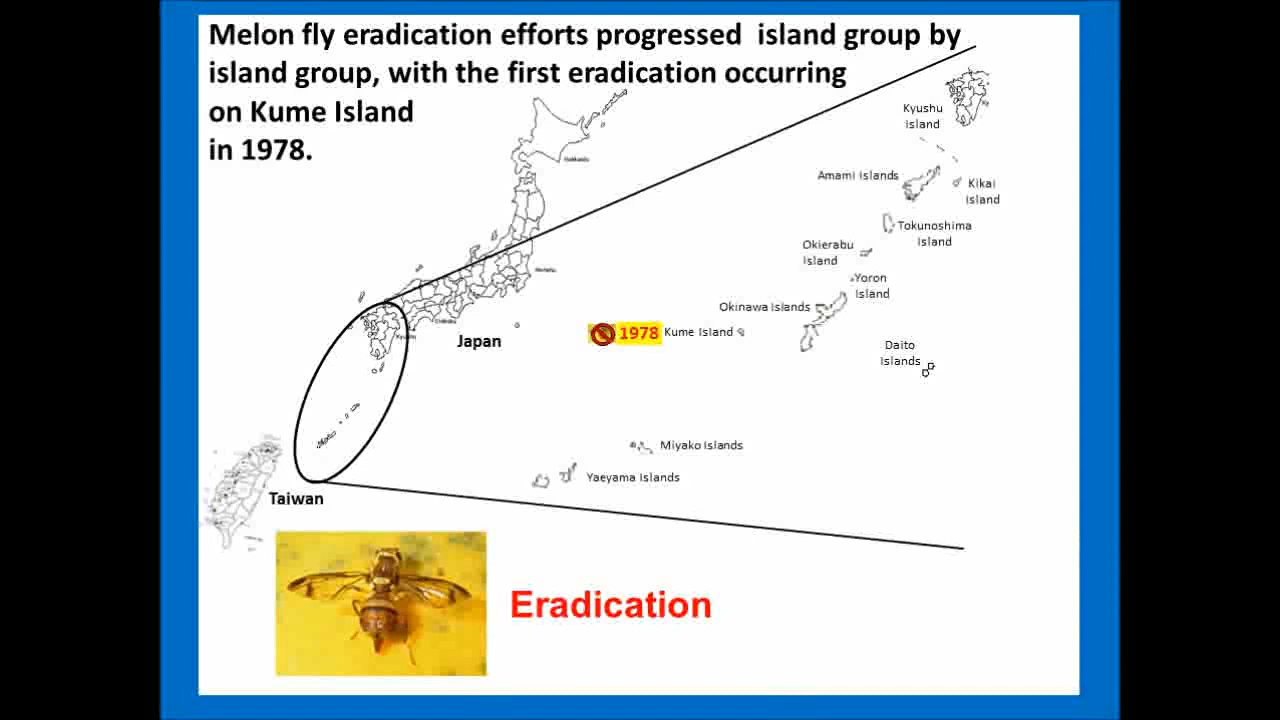 Melon fly eradication efforts progressed  island group by
island group, with the first eradication occurring
on Kume Island
in 1978.
Kyushu
island
Hokkaido
Amami Islands
Kikai
Island
Tokunoshima
Island
Okierabu
Island
Yoron
Island
Okinawa Islands
Japan
1978 Kume Island
Daito
Islands
Miyako Islands
Yaeyama Islands
Taiwan
Eradication